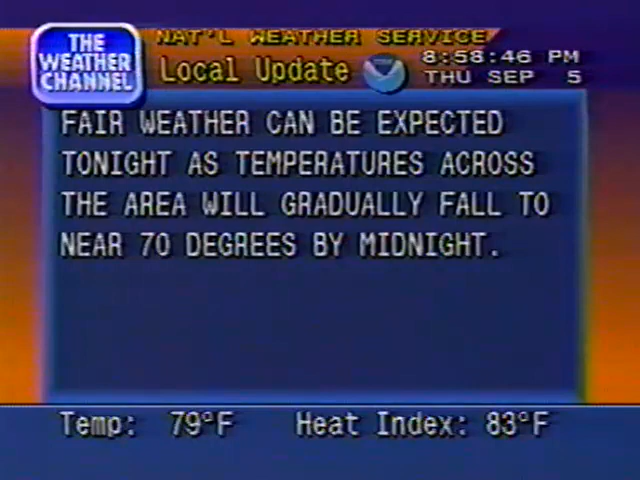 THE
WEATHER
CHANNEL
NAT'L WEATHER SERVICE
Local Update
8:58:46 PM
THU SEP 5
FAIR WEATHER CAN BE EXPECTED
TONIGHT AS TEMPERATURES ACROSS
THE AREA WILL GRADUALLY FALL TO
NEAR 70 DEGREES BY MIDNIGHT.
Temp: 79°F Heat Index: 83°F